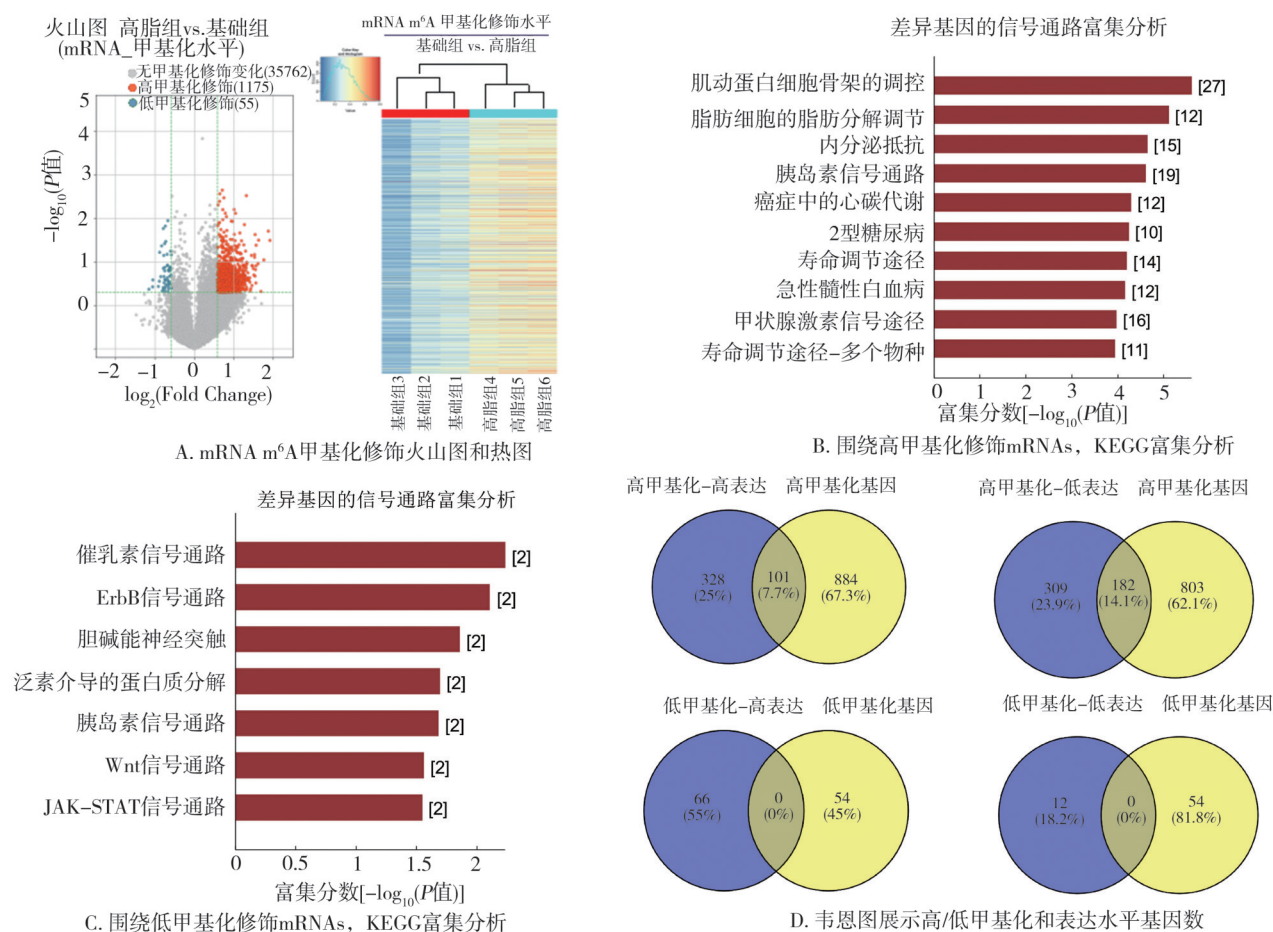 火山图 高脂组vs.基础组
(mRNA_甲基化水平)
无甲基化修饰变化(35762)
高甲基化修饰(1175)
低甲基化修饰(55)
5
4
3
2
1
0
-log₁₀(P值)
−2 −1 0 1 2
log₂(Fold Change)
mRNA m⁶A 甲基化修饰水平
基础组 vs. 高脂组
基础组3
基础组2
基础组1
高脂组4
高脂组5
高脂组6
A. mRNA m⁶A甲基化修饰火山图和热图
差异基因的信号通路富集分析
肌动蛋白细胞骨架的调控 [27]
脂肪细胞的脂肪分解调节 [12]
内分泌抵抗 [15]
胰岛素信号通路 [19]
癌症中的心碳代谢 [12]
2型糖尿病 [10]
寿命调节途径 [14]
急性髓性白血病 [12]
甲状腺激素信号途径 [16]
寿命调节途径-多个物种 [11]
0 1 2 3 4 5
富集分数[-log₁₀(P值)]
B. 围绕高甲基化修饰mRNAs，KEGG富集分析
差异基因的信号通路富集分析
催乳素信号通路 [2]
ErbB信号通路 [2]
胆碱能神经突触 [2]
泛素介导的蛋白质分解 [2]
胰岛素信号通路 [2]
Wnt信号通路 [2]
JAK-STAT信号通路 [2]
0 0.5 1 1.5 2
富集分数[-log₁₀(P值)]
C. 围绕低甲基化修饰mRNAs，KEGG富集分析
高甲基化-高表达 高甲基化基因
328 101 884
(25%) (7.7%) (67.3%)
高甲基化-低表达 高甲基化基因
309 182 803
(23.9%) (14.1%) (62.1%)
低甲基化-高表达 低甲基化基因
66 0 54
(55%) (0%) (45%)
低甲基化-低表达 低甲基化基因
12 0 54
(18.2%) (0%) (81.8%)
D. 韦恩图展示高/低甲基化和表达水平基因数